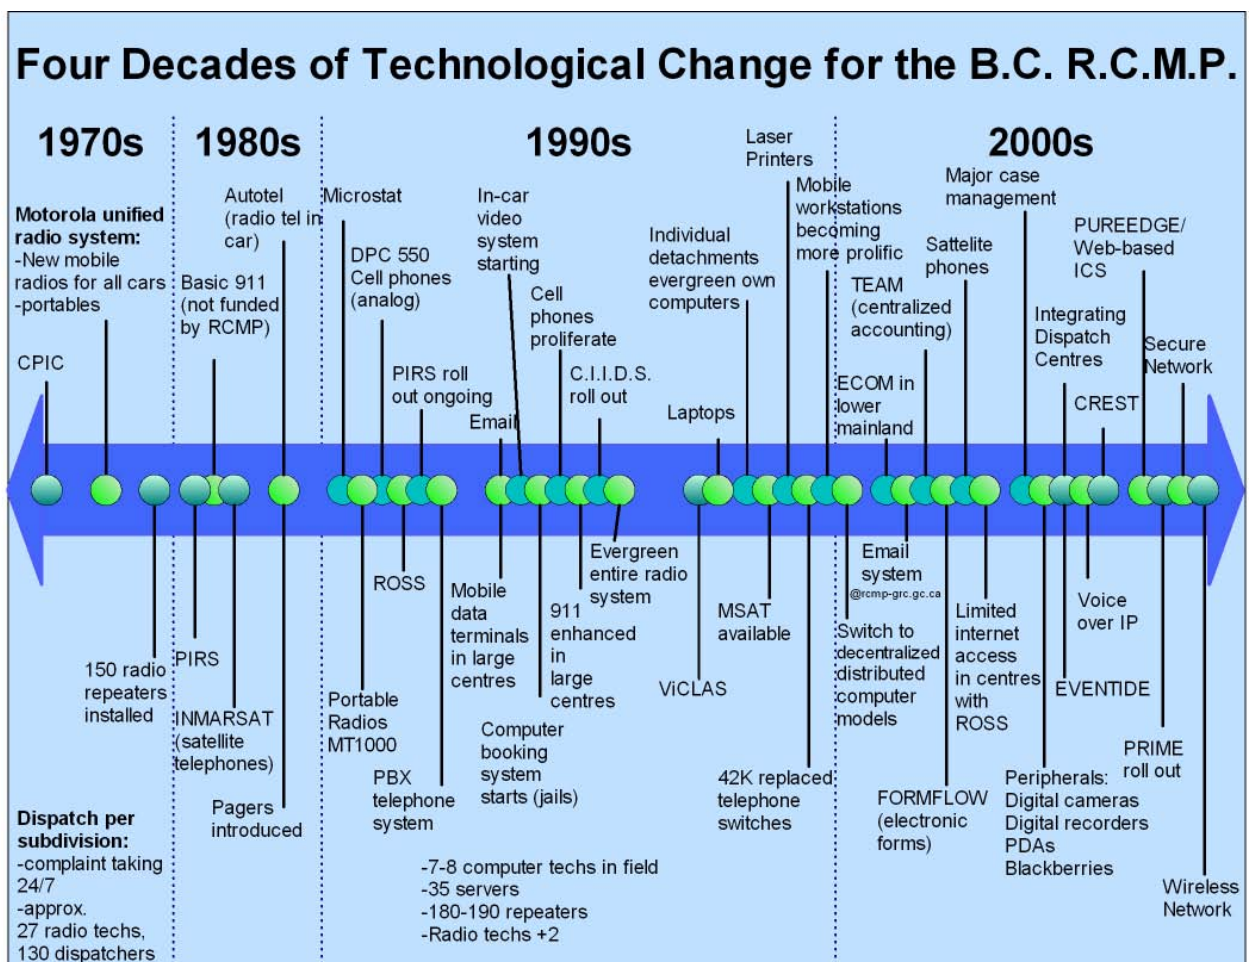 Four Decades of Technological Change for the B.C. R.C.M.P.
1970s
1980s
1990s
2000s
Motorola unified
radio system:
-New mobile
radios for all cars
-portables
CPIC
150 radio
repeaters
installed
Dispatch per
subdivision:
-complaint taking
24/7
-approx.
27 radio techs,
130 dispatchers
Autotel
(radio tel in
car)
Basic 911
(not funded
by RCMP)
PIRS
INMARSAT
(satellite
telephones)
Pagers
introduced
Microstat
DPC 550
Cell phones
(analog)
PIRS roll
out ongoing
Email
In-car
video
system
starting
Cell
phones
proliferate
C.I.I.D.S.
roll out
Individual
detachments
evergreen own
computers
Laptops
Laser
Printers
Mobile
workstations
becoming
more prolific
ROSS
Portable
Radios
MT1000
PBX
telephone
system
Mobile
data
terminals
in large
centres
Computer
booking
system
starts (jails)
911
enhanced
in
large
centres
Evergreen
entire radio
system
ViCLAS
MSAT
available
42K replaced
telephone
switches
-7-8 computer techs in field
-35 servers
-180-190 repeaters
-Radio techs +2
TEAM
(centralized
accounting)
ECOM in
lower
mainland
Sattelite
phones
Major case
management
Integrating
Dispatch
Centres
PUREEDGE/
Web-based
ICS
CREST
Secure
Network
Switch to
decentralized
distributed
computer
models
Email
system
@rcmp-grc.gc.ca
FORMFLOW
(electronic
forms)
Limited
internet
access
in centres
with
ROSS
Peripherals:
Digital cameras
Digital recorders
PDAs
Blackberries
EVENTIDE
Voice
over IP
PRIME
roll out
Wireless
Network